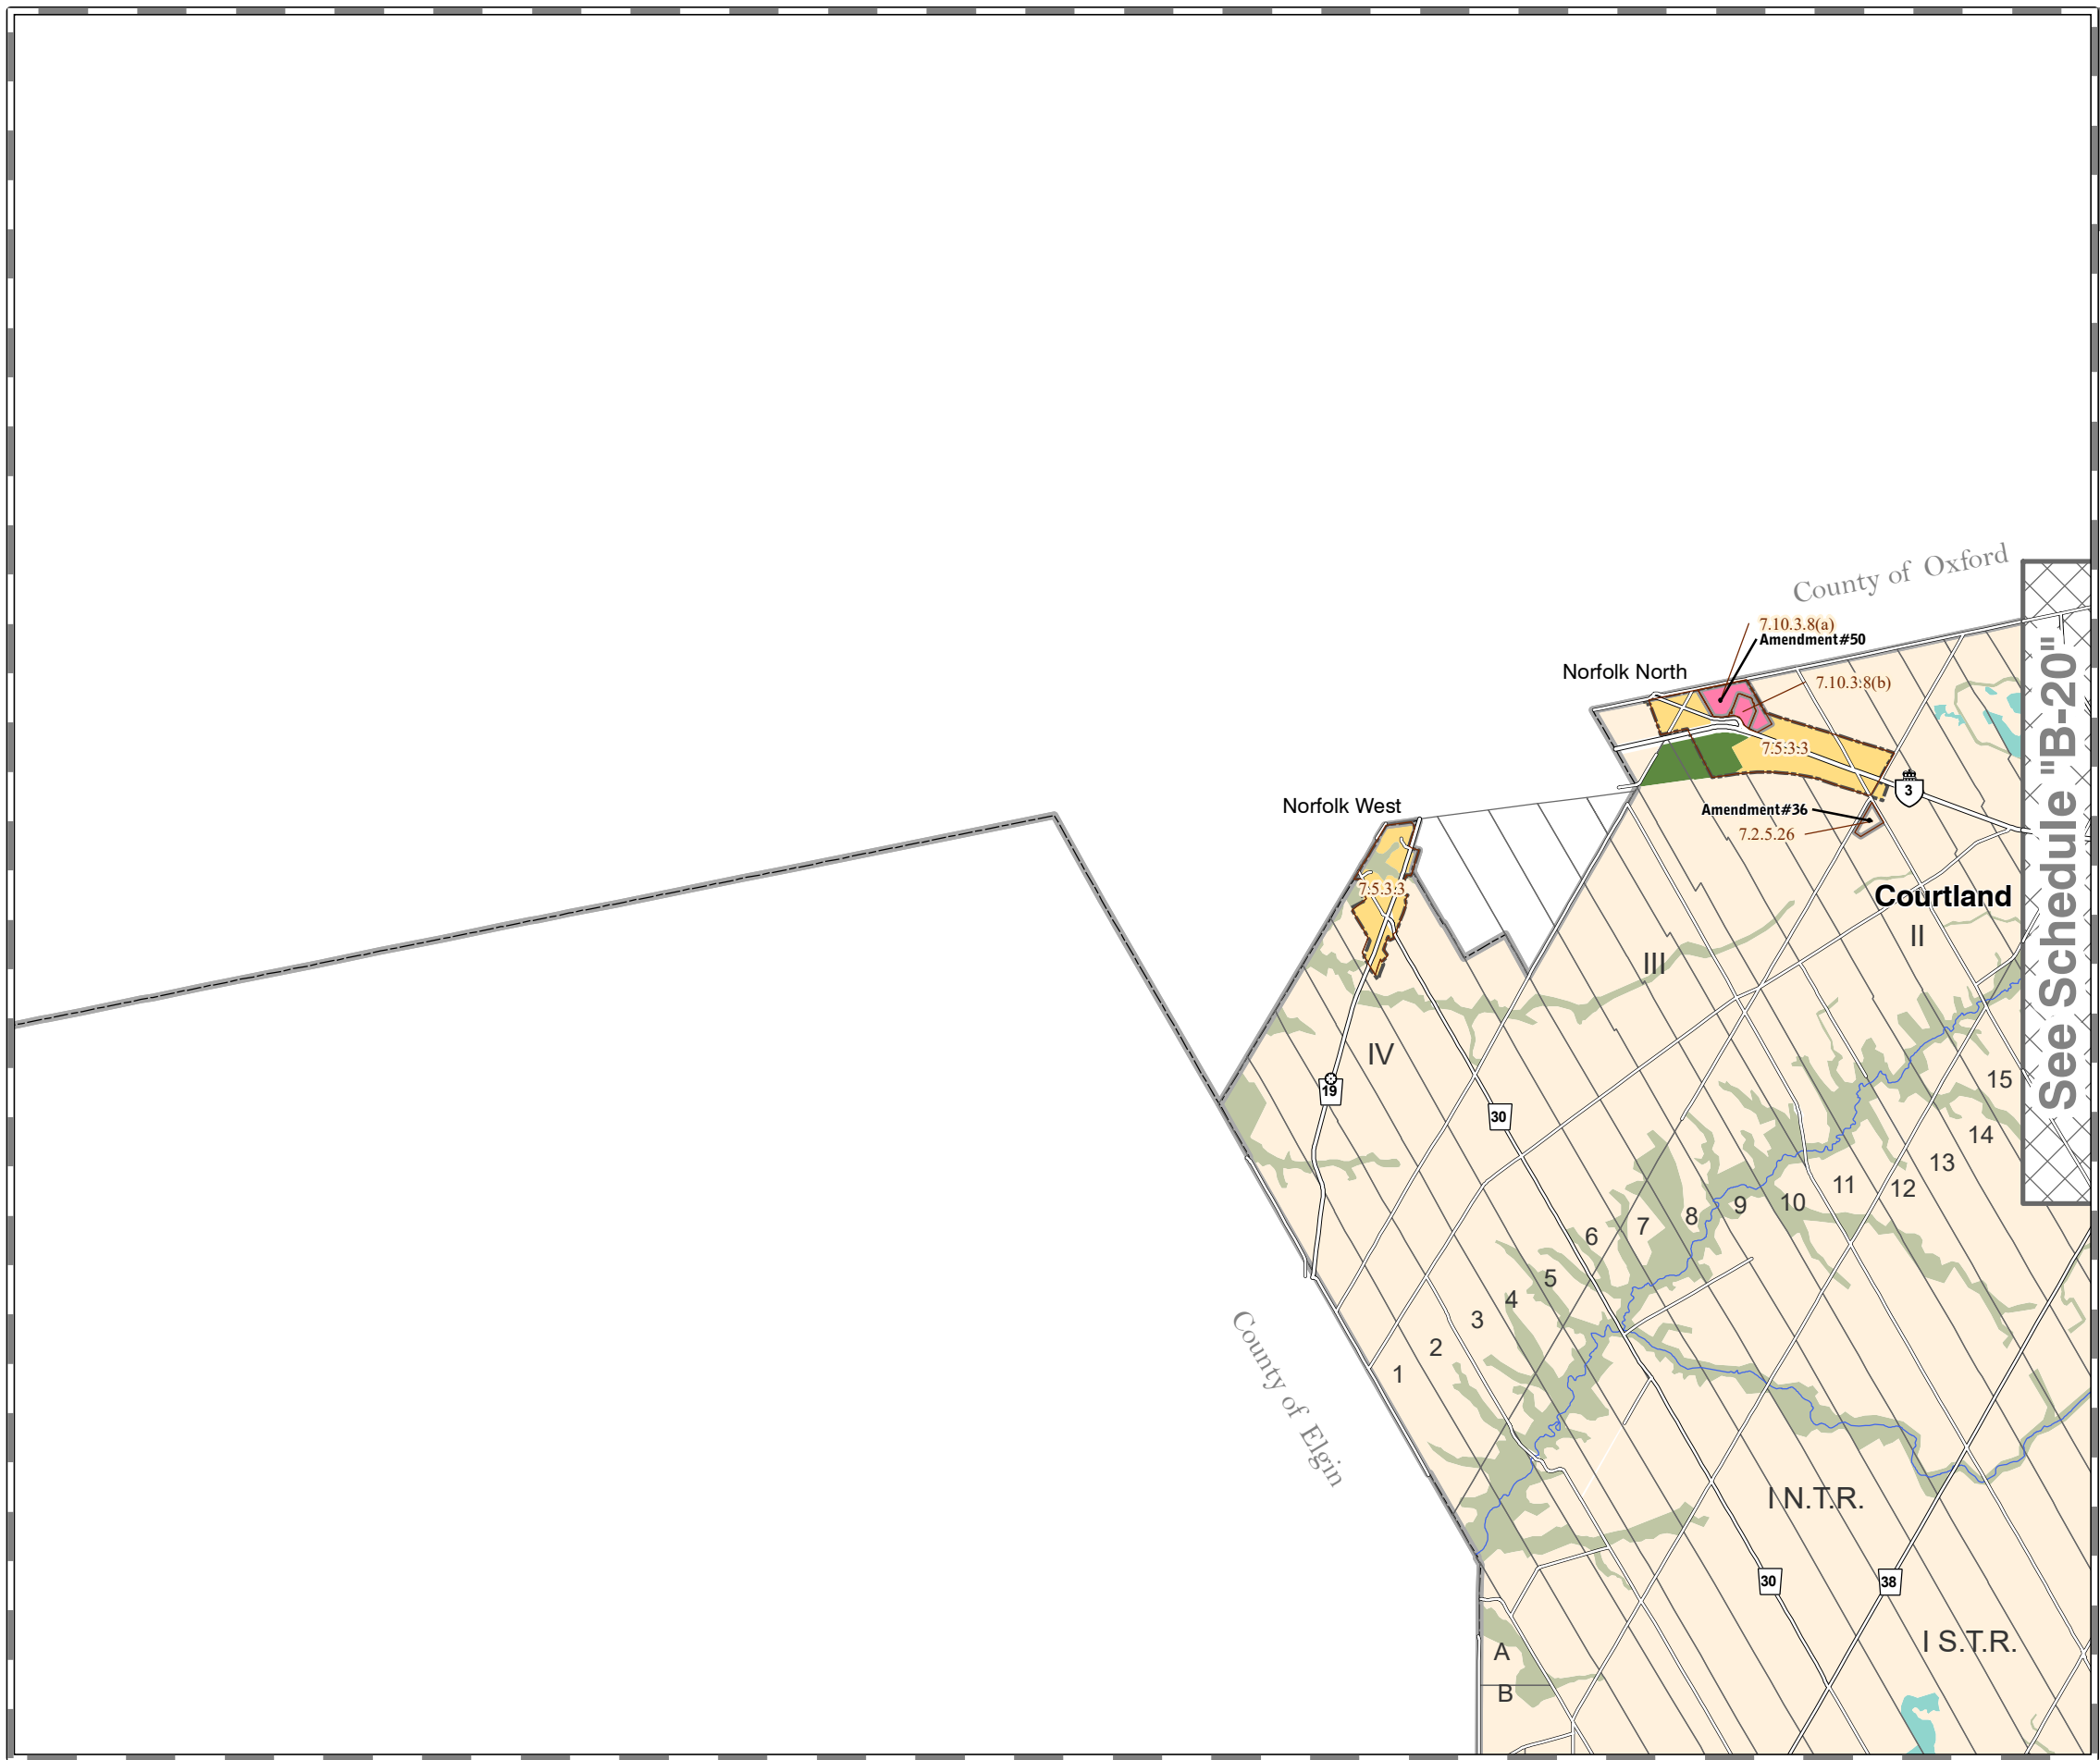 County of Oxford
7.10.3.8(a)
Amendment#50
Norfolk North
7.10.3.8(b)
7.5.3.3
3
Norfolk West
Amendment#36
7.2.5.26
7.5.3.3
Courtland
II
III
IV
See Schedule "B-20"
19
30
15
14
13
12
11
10
9
8
7
6
5
4
3
2
1
County of Elgin
I N.T.R.
30
38
I S.T.R.
A
B